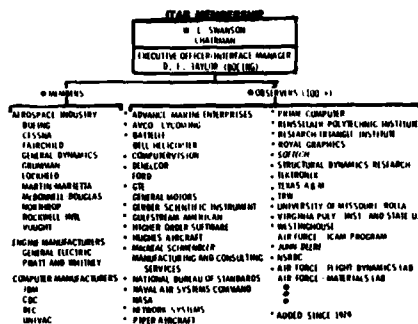 ITAB MEMBERSHIP
W. E. SWANSON
CHAIRMAN
EXECUTIVE OFFICER-INTERFACE MANAGER
D. E. TAYLOR (BOEING)
MEMBERS
AEROSPACE INDUSTRY
BOEING
CESSNA
FAIRCHILD
GENERAL DYNAMICS
GRUMMAN
LOCKHEED
MARTIN MARIETTA
MCDONNELL DOUGLAS
NORTHROP
ROCKWELL INTL
VOUGHT
ENGINE MANUFACTURERS
GENERAL ELECTRIC
PRATT AND WHITNEY
COMPUTER MANUFACTURERS
IBM
CDC
DEC
UNIVAC
OBSERVERS (100 +)
* ADVANCE MARINE ENTERPRISES
* AVCO LYCOMING
* BATTELLE
BELL HELICOPTER
* COMPUTERVISION
* DENELCOR
FORD
* GTE
GENERAL MOTORS
* GERBER SCIENTIFIC INSTRUMENT
* GULFSTREAM AMERICAN
* HIGHER ORDER SOFTWARE
* HUGHES AIRCRAFT
* MACNEAL SCHWENDLER
MANUFACTURING AND CONSULTING
SERVICES
* NATIONAL BUREAU OF STANDARDS
* NAVAL AIR SYSTEMS COMMAND
NASA
* NETWORK SYSTEMS
* PIPER AIRCRAFT
* PRIME COMPUTER
* RENSSELAER POLYTECHNIC INSTITUTE
* RESEARCH TRIANGLE INSTITUTE
* ROYAL GRAPHICS
* SOFTECH
* STRUCTURAL DYNAMICS RESEARCH
* TEKTRONIX
* TEXAS A&M
* TRW
* UNIVERSITY OF MISSOURI ROLLA
* VIRGINIA POLY. INST. AND STATE U.
* WESTINGHOUSE
AIR FORCE ICAM PROGRAM
* JOHN DEERE
* NSRDC
* AIR FORCE - FLIGHT DYNAMICS LAB
* AIR FORCE - MATERIALS LAB
* ADDED SINCE 1979